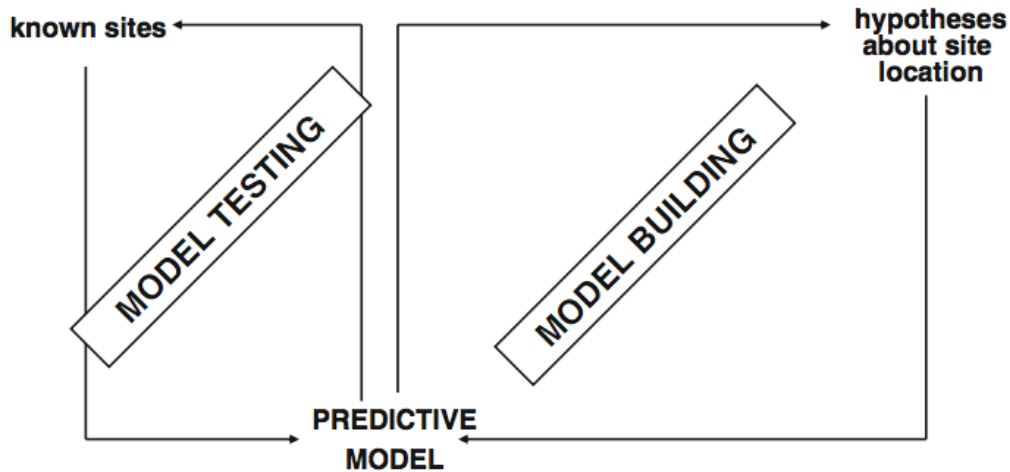 known sites
hypotheses
about site
location
MODEL TESTING
MODEL BUILDING
PREDICTIVE
MODEL